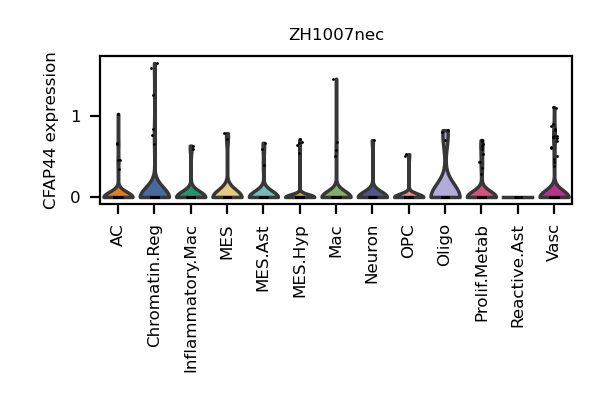 ZH1007nec
CFAP44 expression
1
0
AC
Chromatin.Reg
Inflammatory.Mac
MES
MES.Ast
MES.Hyp
Mac
Neuron
OPC
Oligo
Prolif.Metab
Reactive.Ast
Vasc